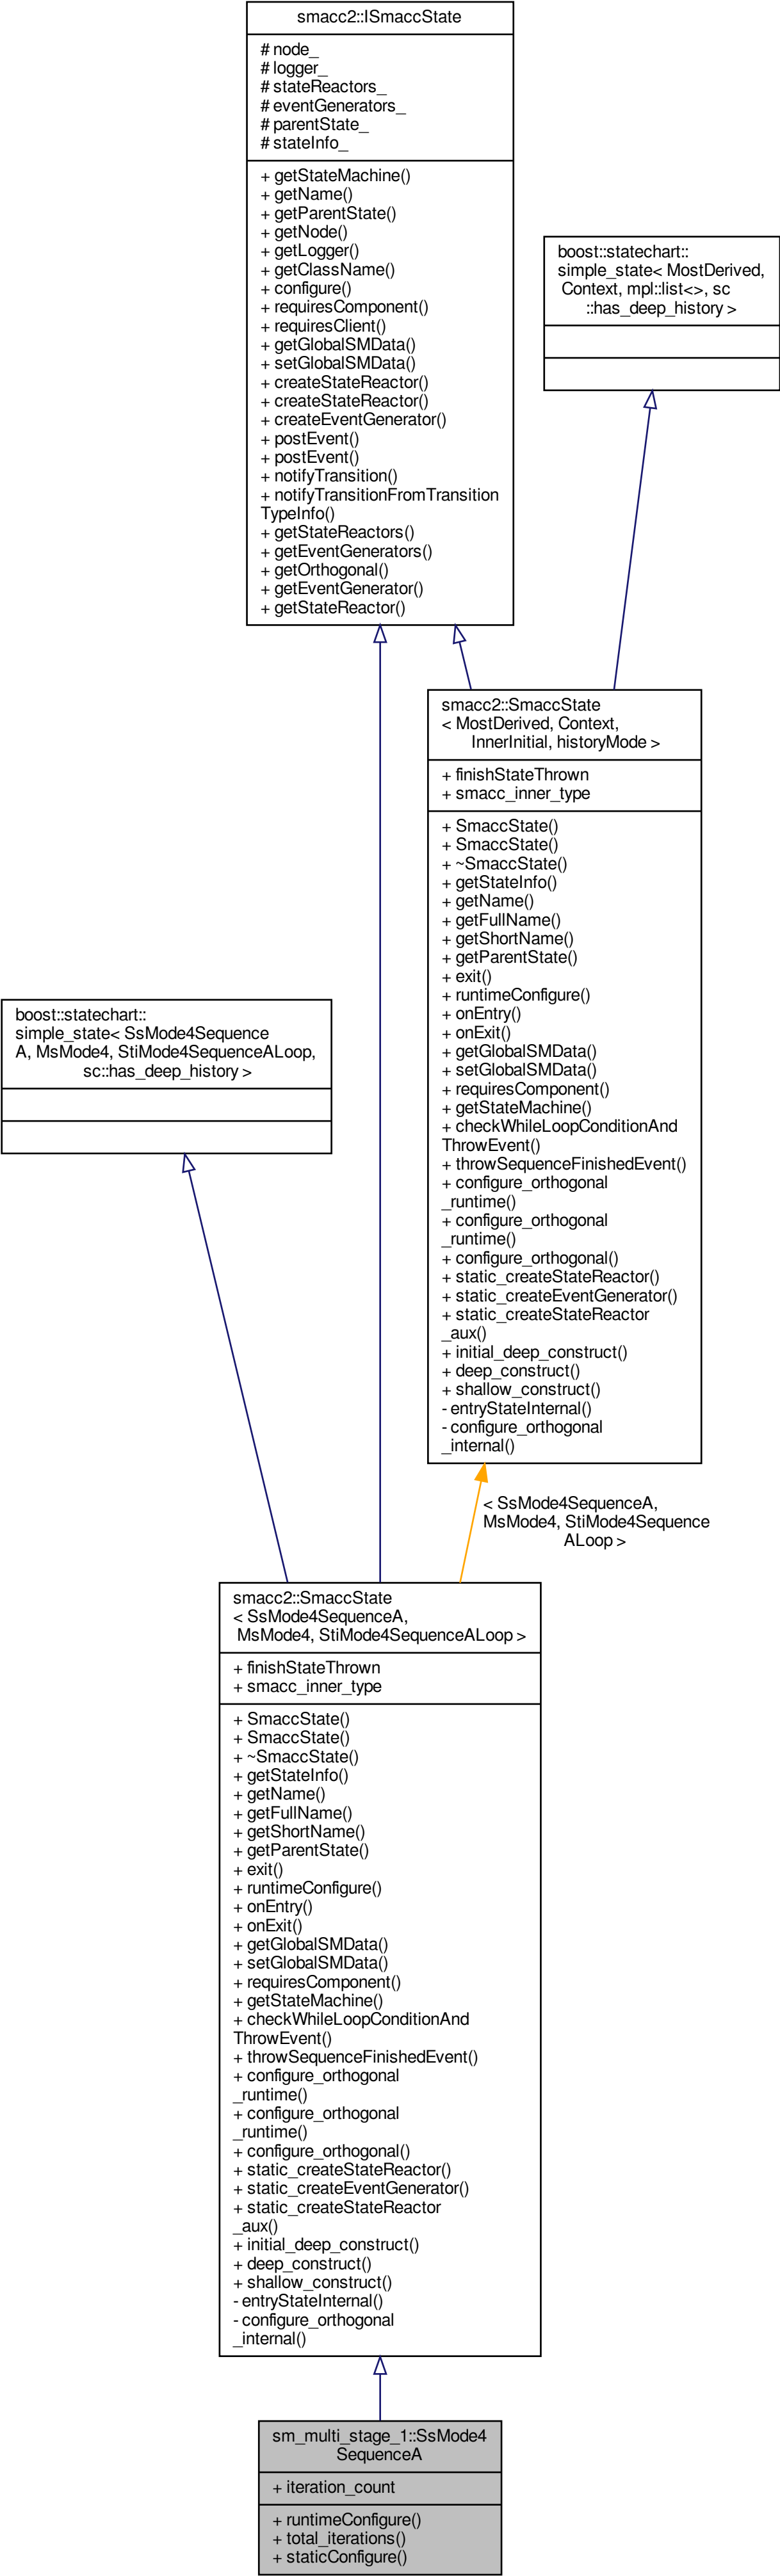 smacc2::ISmaccState
# node_
# logger_
# stateReactors_
# eventGenerators_
# parentState_
# stateInfo_
+ getStateMachine()
+ getName()
+ getParentState()
+ getNode()
+ getLogger()
+ getClassName()
+ configure()
+ requiresComponent()
+ requiresClient()
+ getGlobalSMData()
+ setGlobalSMData()
+ createStateReactor()
+ createStateReactor()
+ createEventGenerator()
+ postEvent()
+ postEvent()
+ notifyTransition()
+ notifyTransitionFromTransition
TypeInfo()
+ getStateReactors()
+ getEventGenerators()
+ getOrthogonal()
+ getEventGenerator()
+ getStateReactor()
boost::statechart::
simple_state< MostDerived,
Context, mpl::list<>, sc
::has_deep_history >
smacc2::SmaccState
< MostDerived, Context,
InnerInitial, historyMode >
+ finishStateThrown
+ smacc_inner_type
+ SmaccState()
+ SmaccState()
+ ~SmaccState()
+ getStateInfo()
+ getName()
+ getFullName()
+ getShortName()
+ getParentState()
+ exit()
+ runtimeConfigure()
+ onEntry()
+ onExit()
+ getGlobalSMData()
+ setGlobalSMData()
+ requiresComponent()
+ getStateMachine()
+ checkWhileLoopConditionAnd
ThrowEvent()
+ throwSequenceFinishedEvent()
+ configure_orthogonal
_runtime()
+ configure_orthogonal
_runtime()
+ configure_orthogonal()
+ static_createStateReactor()
+ static_createEventGenerator()
+ static_createStateReactor
_aux()
+ initial_deep_construct()
+ deep_construct()
+ shallow_construct()
- entryStateInternal()
- configure_orthogonal
_internal()
boost::statechart::
simple_state< SsMode4Sequence
A, MsMode4, StiMode4SequenceALoop,
sc::has_deep_history >
< SsMode4SequenceA,
MsMode4, StiMode4Sequence
ALoop >
smacc2::SmaccState
< SsMode4SequenceA,
MsMode4, StiMode4SequenceALoop >
+ finishStateThrown
+ smacc_inner_type
+ SmaccState()
+ SmaccState()
+ ~SmaccState()
+ getStateInfo()
+ getName()
+ getFullName()
+ getShortName()
+ getParentState()
+ exit()
+ runtimeConfigure()
+ onEntry()
+ onExit()
+ getGlobalSMData()
+ setGlobalSMData()
+ requiresComponent()
+ getStateMachine()
+ checkWhileLoopConditionAnd
ThrowEvent()
+ throwSequenceFinishedEvent()
+ configure_orthogonal
_runtime()
+ configure_orthogonal
_runtime()
+ configure_orthogonal()
+ static_createStateReactor()
+ static_createEventGenerator()
+ static_createStateReactor
_aux()
+ initial_deep_construct()
+ deep_construct()
+ shallow_construct()
- entryStateInternal()
- configure_orthogonal
_internal()
sm_multi_stage_1::SsMode4
SequenceA
+ iteration_count
+ runtimeConfigure()
+ total_iterations()
+ staticConfigure()